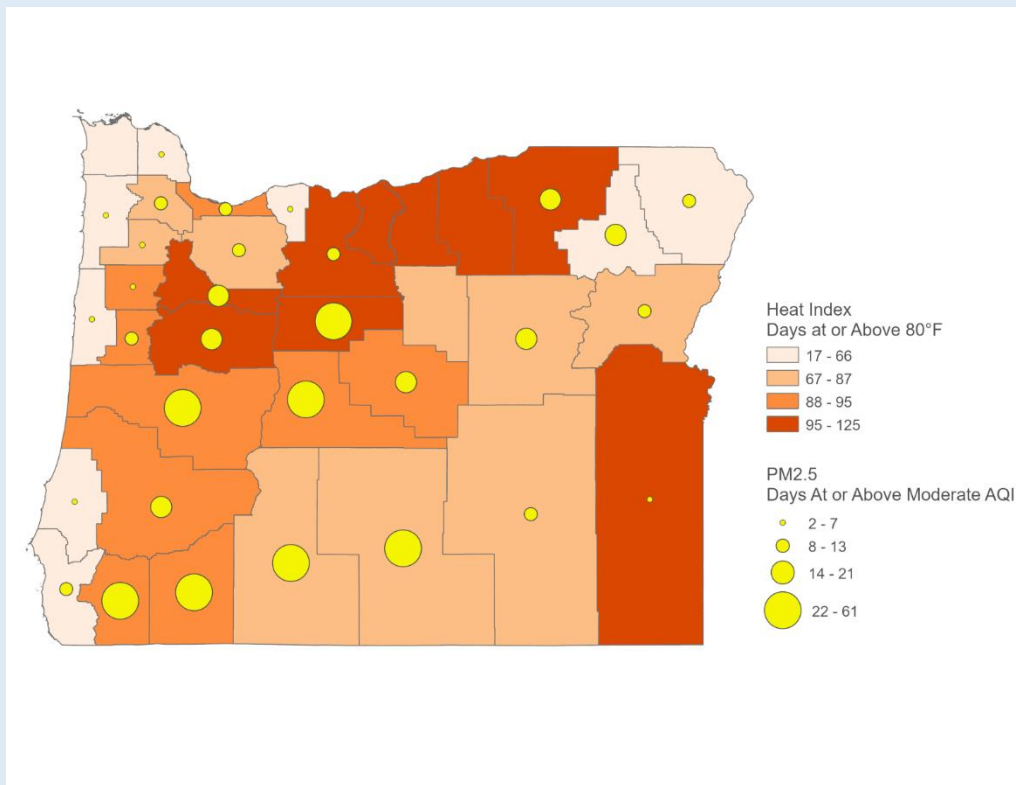 Heat Index
Days at or Above 80°F
17 - 66
67 - 87
88 - 95
95 - 125
PM2.5
Days At or Above Moderate AQI
2 - 7
8 - 13
14 - 21
22 - 61